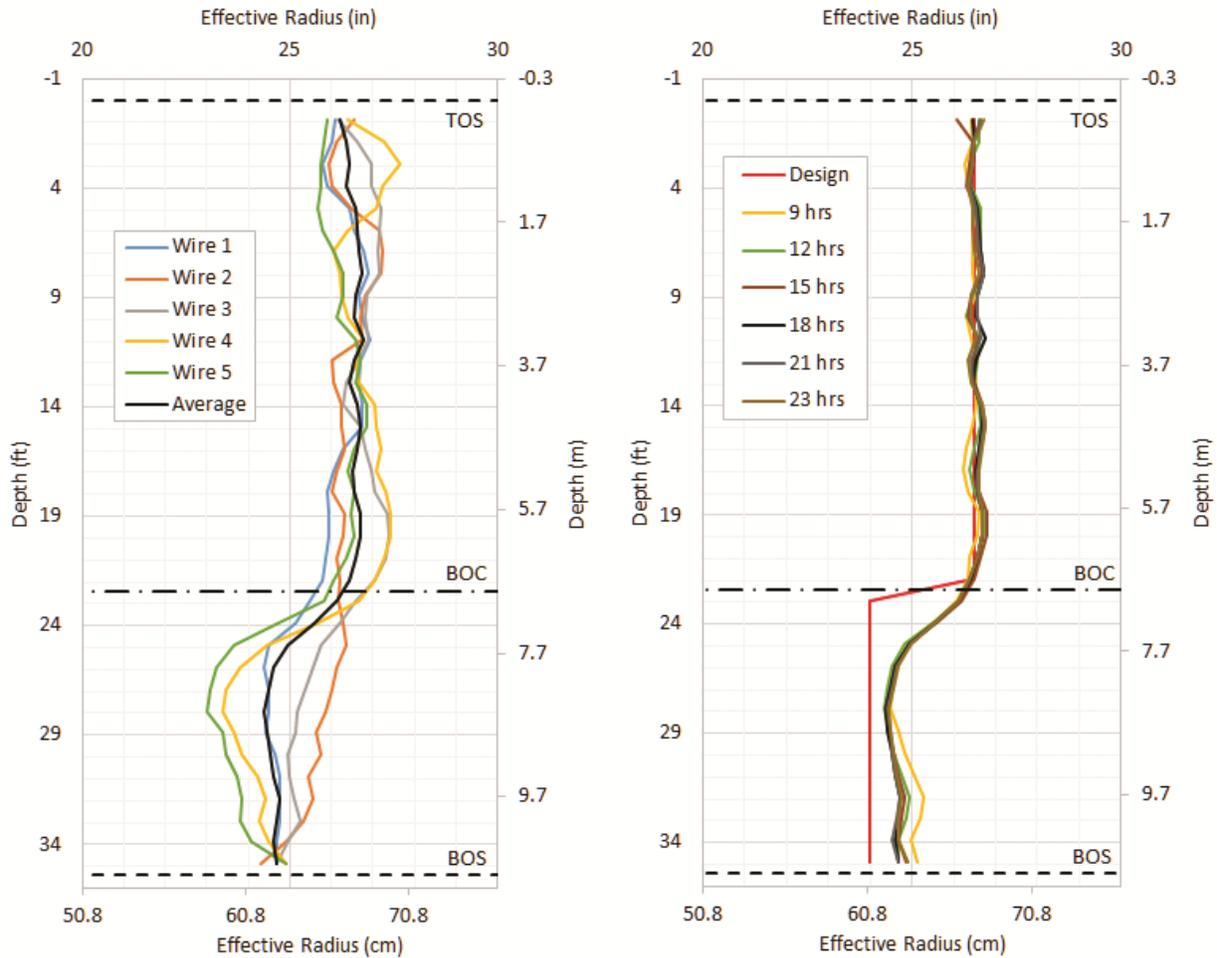 Effective Radius (in)
20 25 30
-1 -0.3
TOS
4
1.7
Wire 1
Wire 2
Wire 3
Wire 4
Wire 5
Average
9
3.7
14
Depth (ft)
Depth (m)
19
5.7
BOC
24
7.7
29
9.7
34
BOS
50.8 60.8 70.8
Effective Radius (cm)
Effective Radius (in)
20 25 30
-1 -0.3
TOS
Design
9 hrs
12 hrs
15 hrs
18 hrs
21 hrs
23 hrs
4
1.7
9
3.7
14
Depth (ft)
Depth (m)
19
5.7
BOC
24
7.7
29
9.7
34
BOS
50.8 60.8 70.8
Effective Radius (cm)